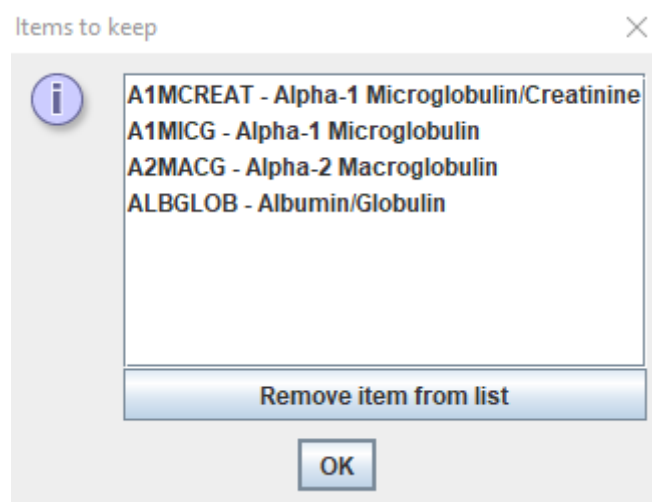 Items to keep
A1MCREAT - Alpha-1 Microglobulin/Creatinine
A1MICG - Alpha-1 Microglobulin
A2MACG - Alpha-2 Macroglobulin
ALBGLOB - Albumin/Globulin
Remove item from list
OK